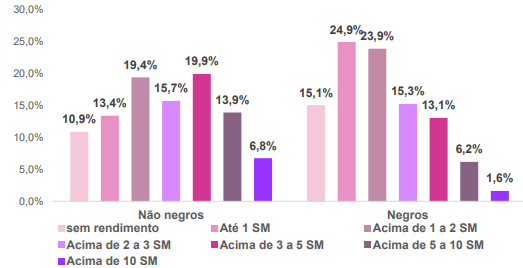 30,0%
25,0%
20,0%
15,0%
10,0%
5,0%
0,0%
10,9%
13,4%
19,4%
15,7%
19,9%
13,9%
6,8%
15,1%
24,9%
23,9%
15,3%
13,1%
6,2%
1,6%
Não negros
Negros
sem rendimento
Até 1 SM
Acima de 1 a 2 SM
Acima de 2 a 3 SM
Acima de 3 a 5 SM
Acima de 5 a 10 SM
Acima de 10 SM